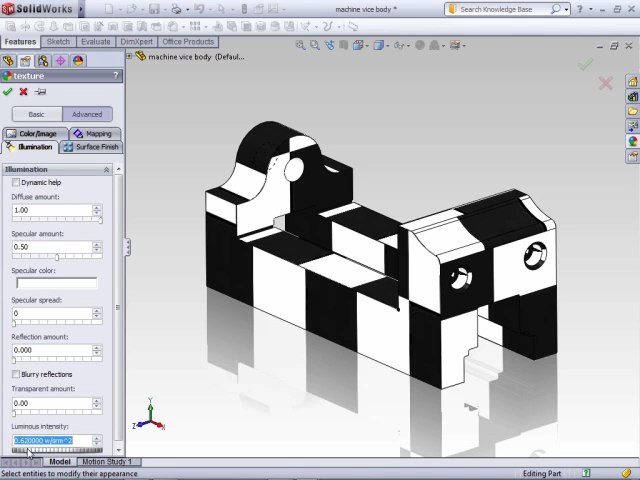 SolidWorks
machine vice body *
Search Knowledge Base
Features Sketch Evaluate DimXpert Office Products
machine vice body (Defaul...
texture ?
Basic Advanced
Color/Image Mapping
Illumination Surface Finish
Illumination
Dynamic help
Diffuse amount:
1.00
Specular amount:
0.50
Specular color:
Specular spread:
0
Reflection amount:
0.000
Blurry reflections
Transparent amount:
0.00
Luminous intensity:
0.620000 w/srm^2
Y
Z X
Model Motion Study 1
Select entities to modify their appearance
Editing Part